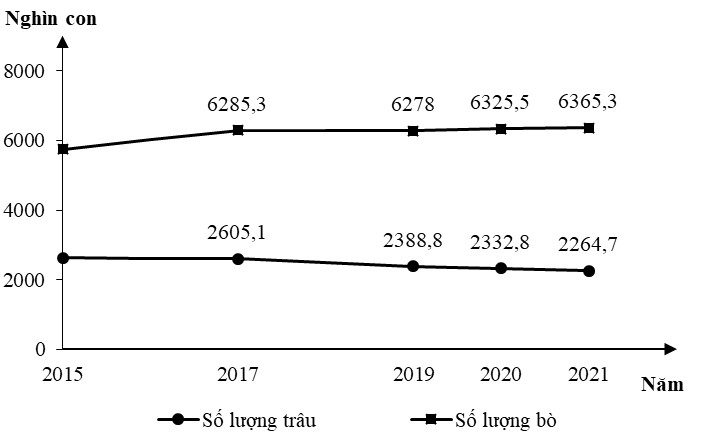 Nghìn con
8000
6285,3 6278 6325,5 6365,3
6000
4000
2605,1 2388,8 2332,8 2264,7
2000
0
2015 2017 2019 2020 2021
Năm
Số lượng trâu Số lượng bò